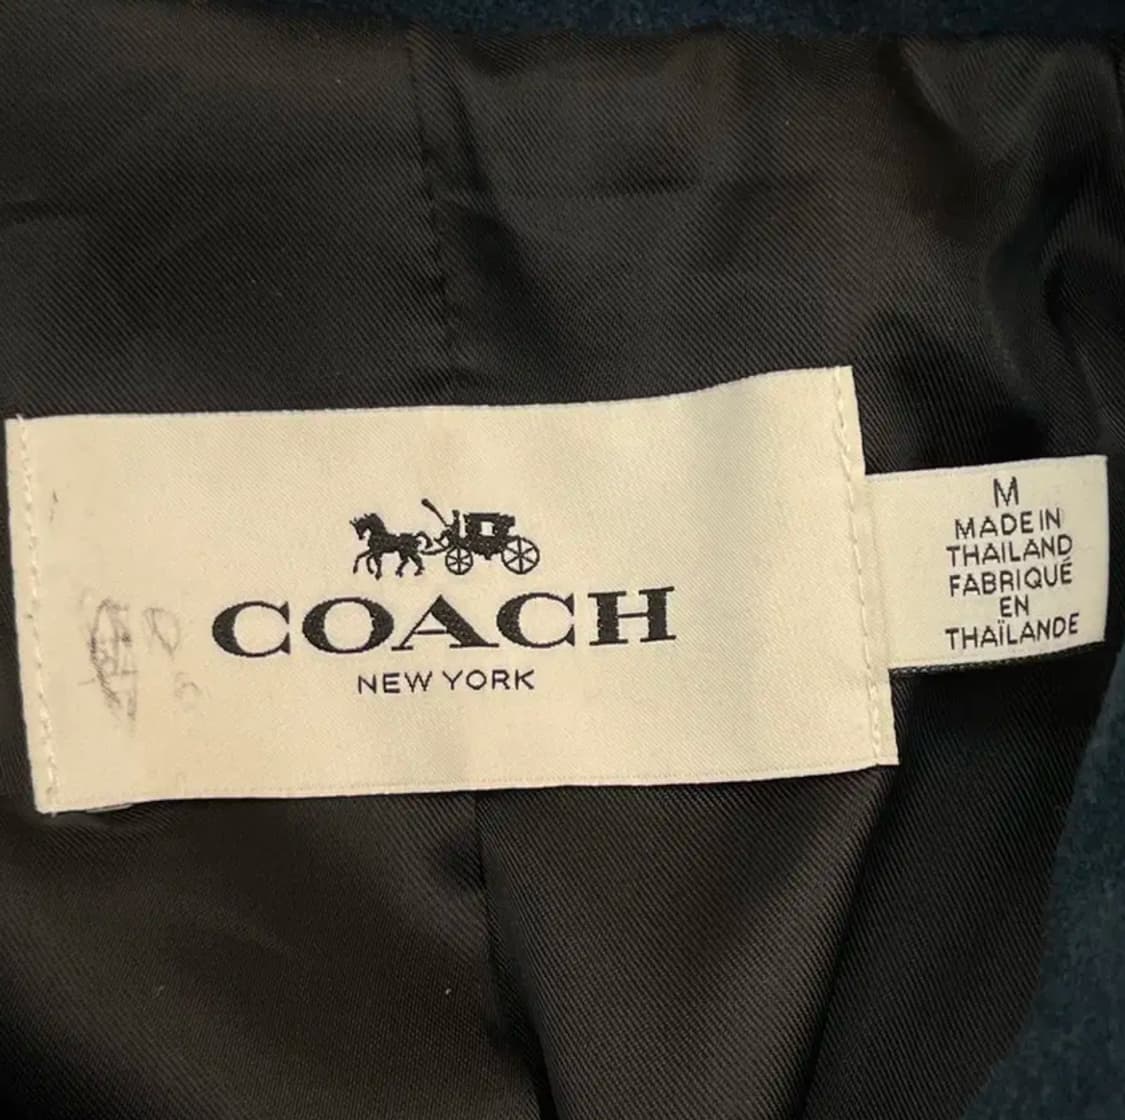 COACH
NEW YORK
M
MADE IN
THAILAND
FABRIQUÉ
EN
THAÏLANDE